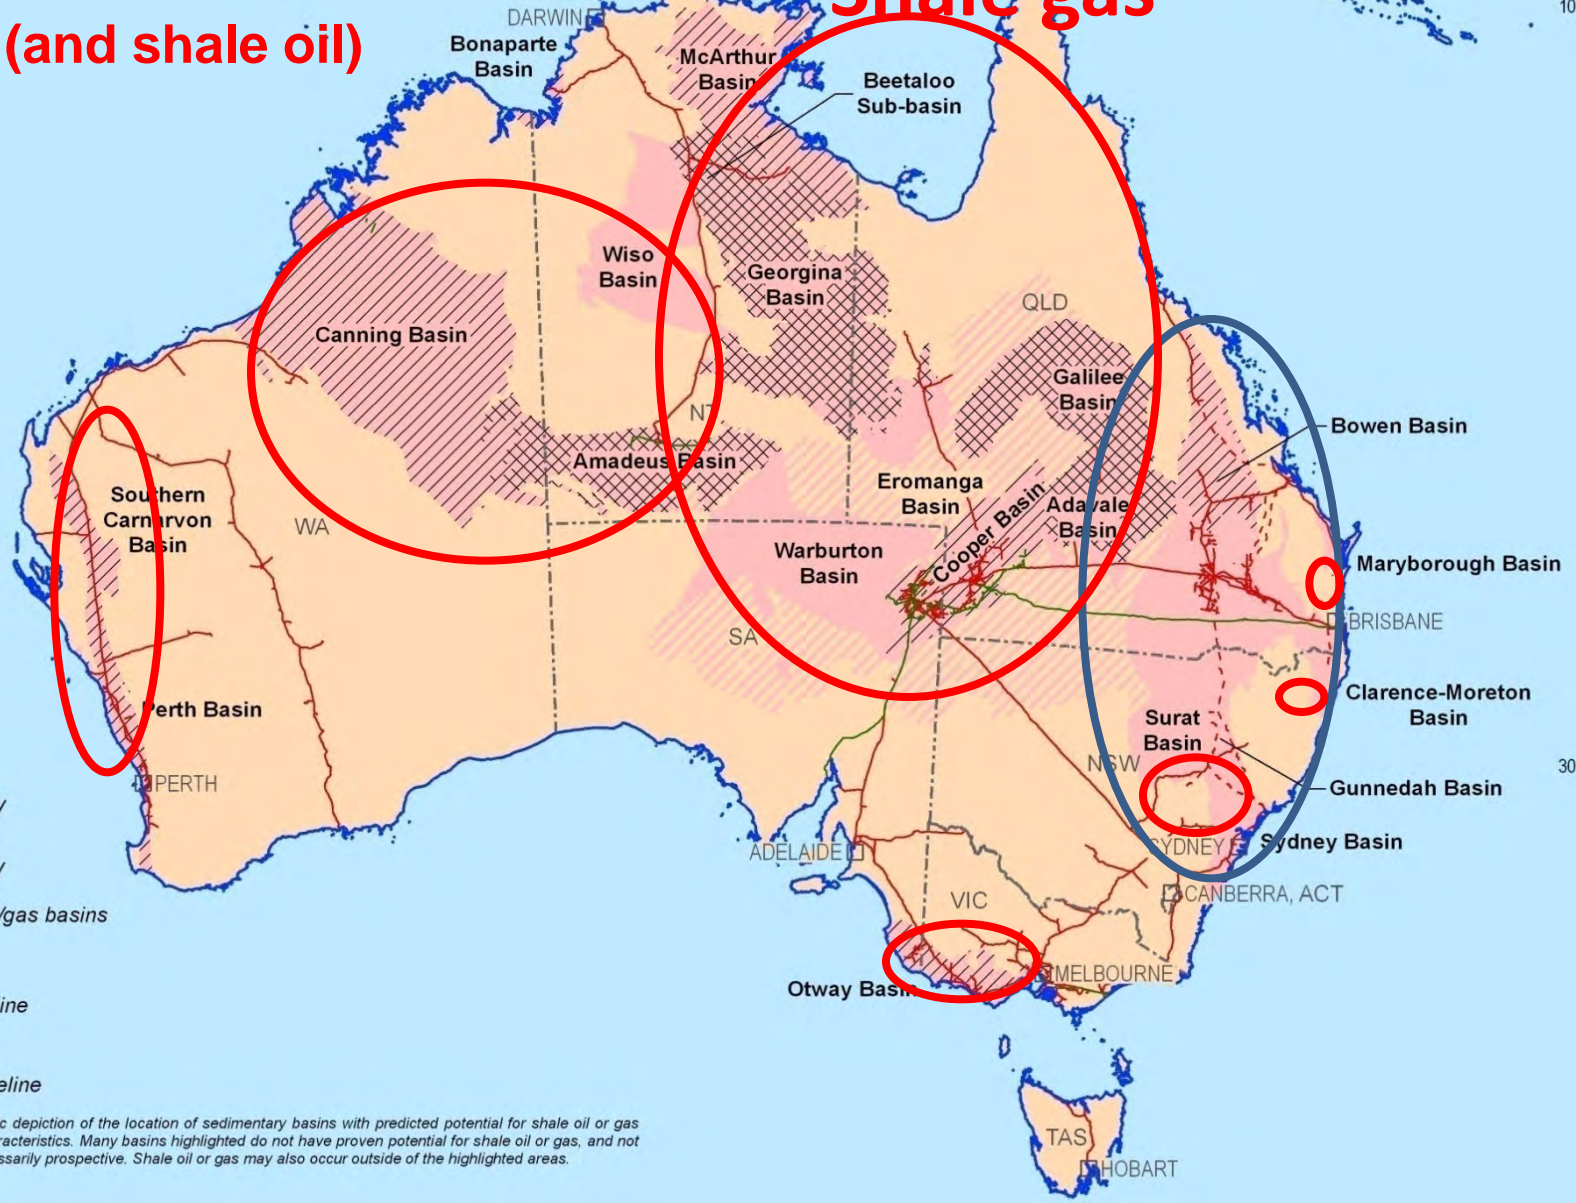 Shale gas
(and shale oil)
DARWIN
Bonaparte
Basin
McArthur
Basin
Beetaloo
Sub-basin
10
Wiso
Basin
Georgina
Basin
QLD
Canning Basin
Galilee
Basin
NT
Amadeus Basin
Bowen Basin
Eromanga
Basin
Cooper Basin
Adavale
Basin
Southern
Carnarvon
Basin
WA
Warburton
Basin
Maryborough Basin
BRISBANE
SA
Perth Basin
Clarence-Moreton
Basin
Surat
Basin
NSW
30
PERTH
Gunnedah Basin
ADELAIDE
SYDNEY
Sydney Basin
CANBERRA, ACT
VIC
y
y
/gas basins
MELBOURNE
Otway Basin
line
eline
TAS
HOBART
c depiction of the location of sedimentary basins with predicted potential for shale oil or gas
racteristics. Many basins highlighted do not have proven potential for shale oil or gas, and not
ssarily prospective. Shale oil or gas may also occur outside of the highlighted areas.